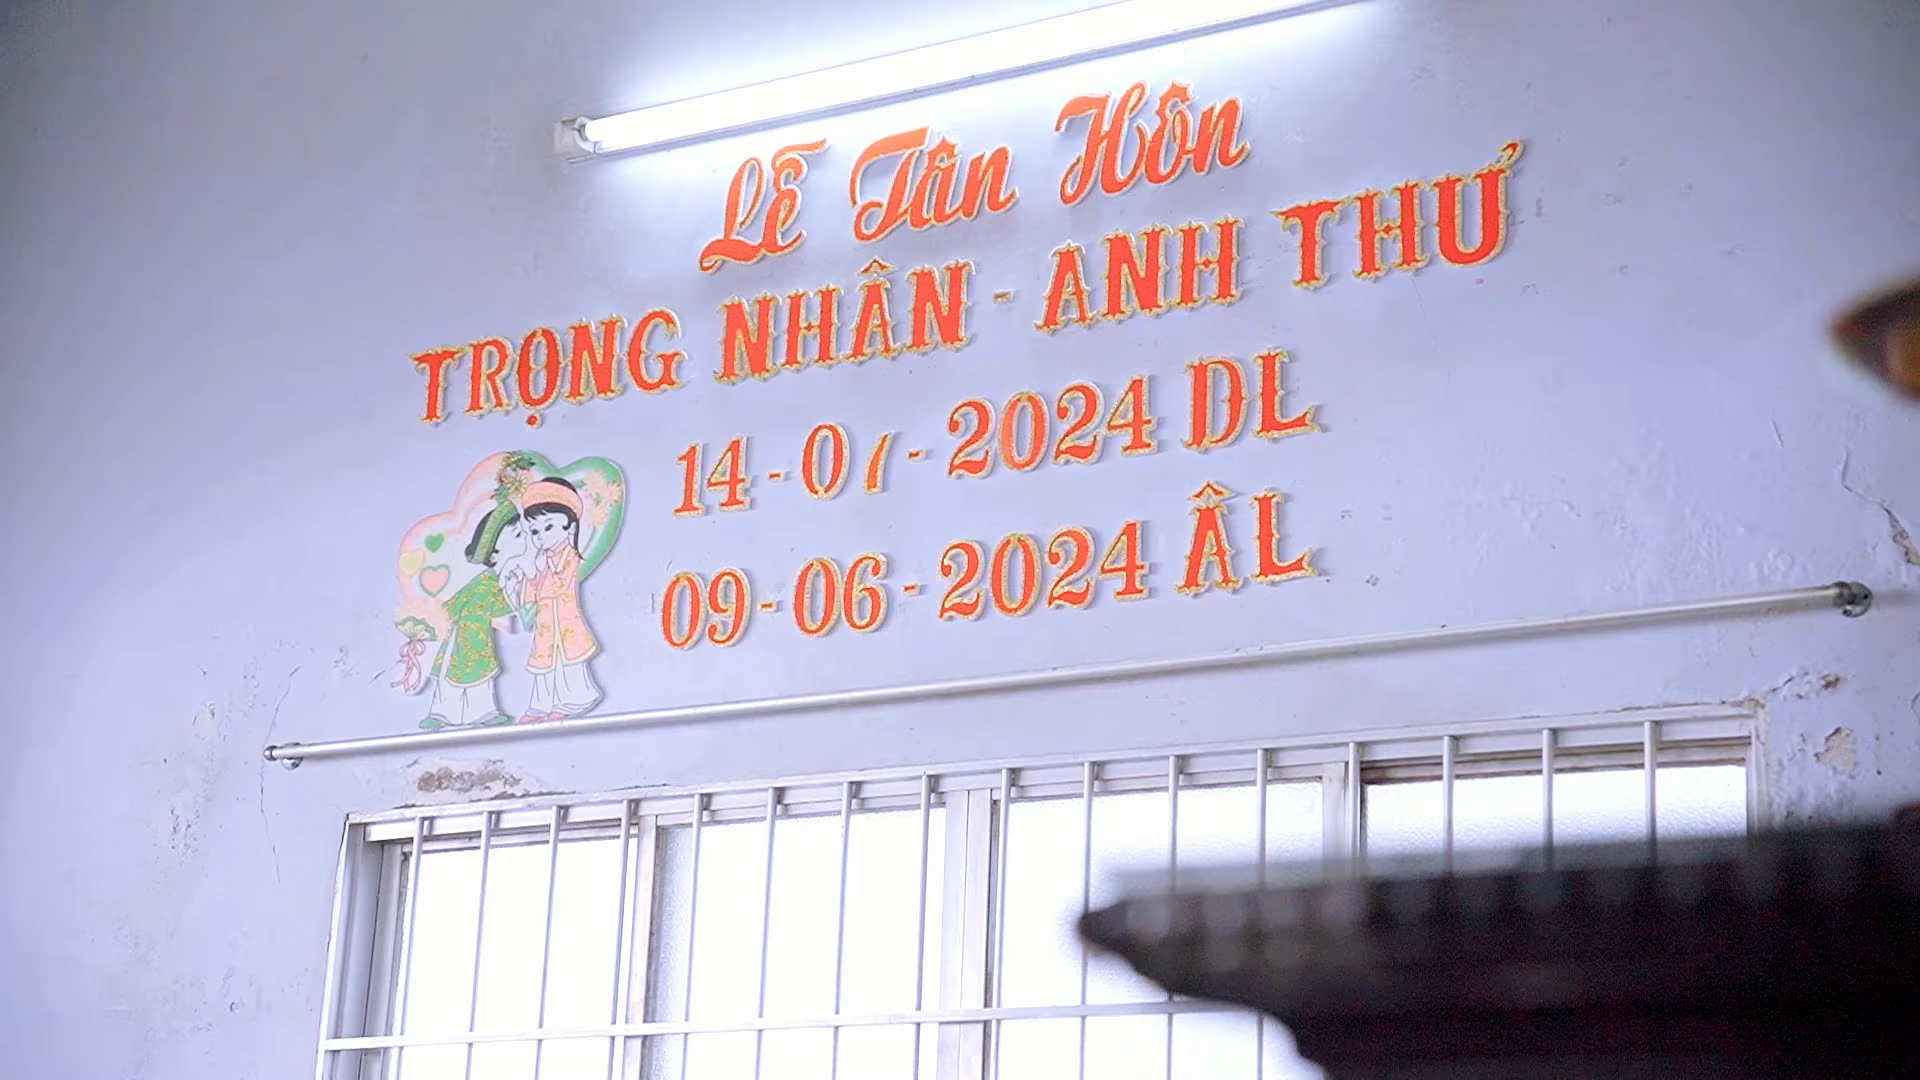 Lễ Tân Hôn
TRỌNG NHÂN - ANH THƯ
14 - 07 - 2024 DL
09 - 06 - 2024 ÂL